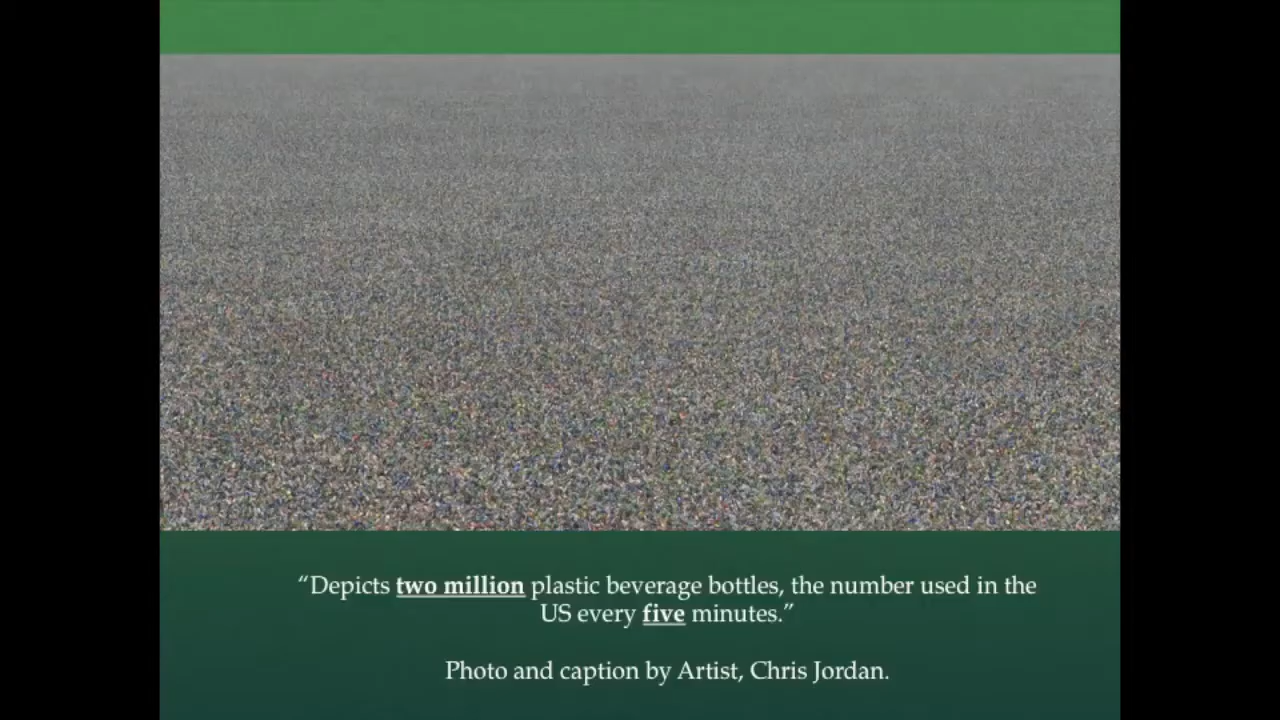 “Depicts two million plastic beverage bottles, the number used in the
US every five minutes.”
Photo and caption by Artist, Chris Jordan.